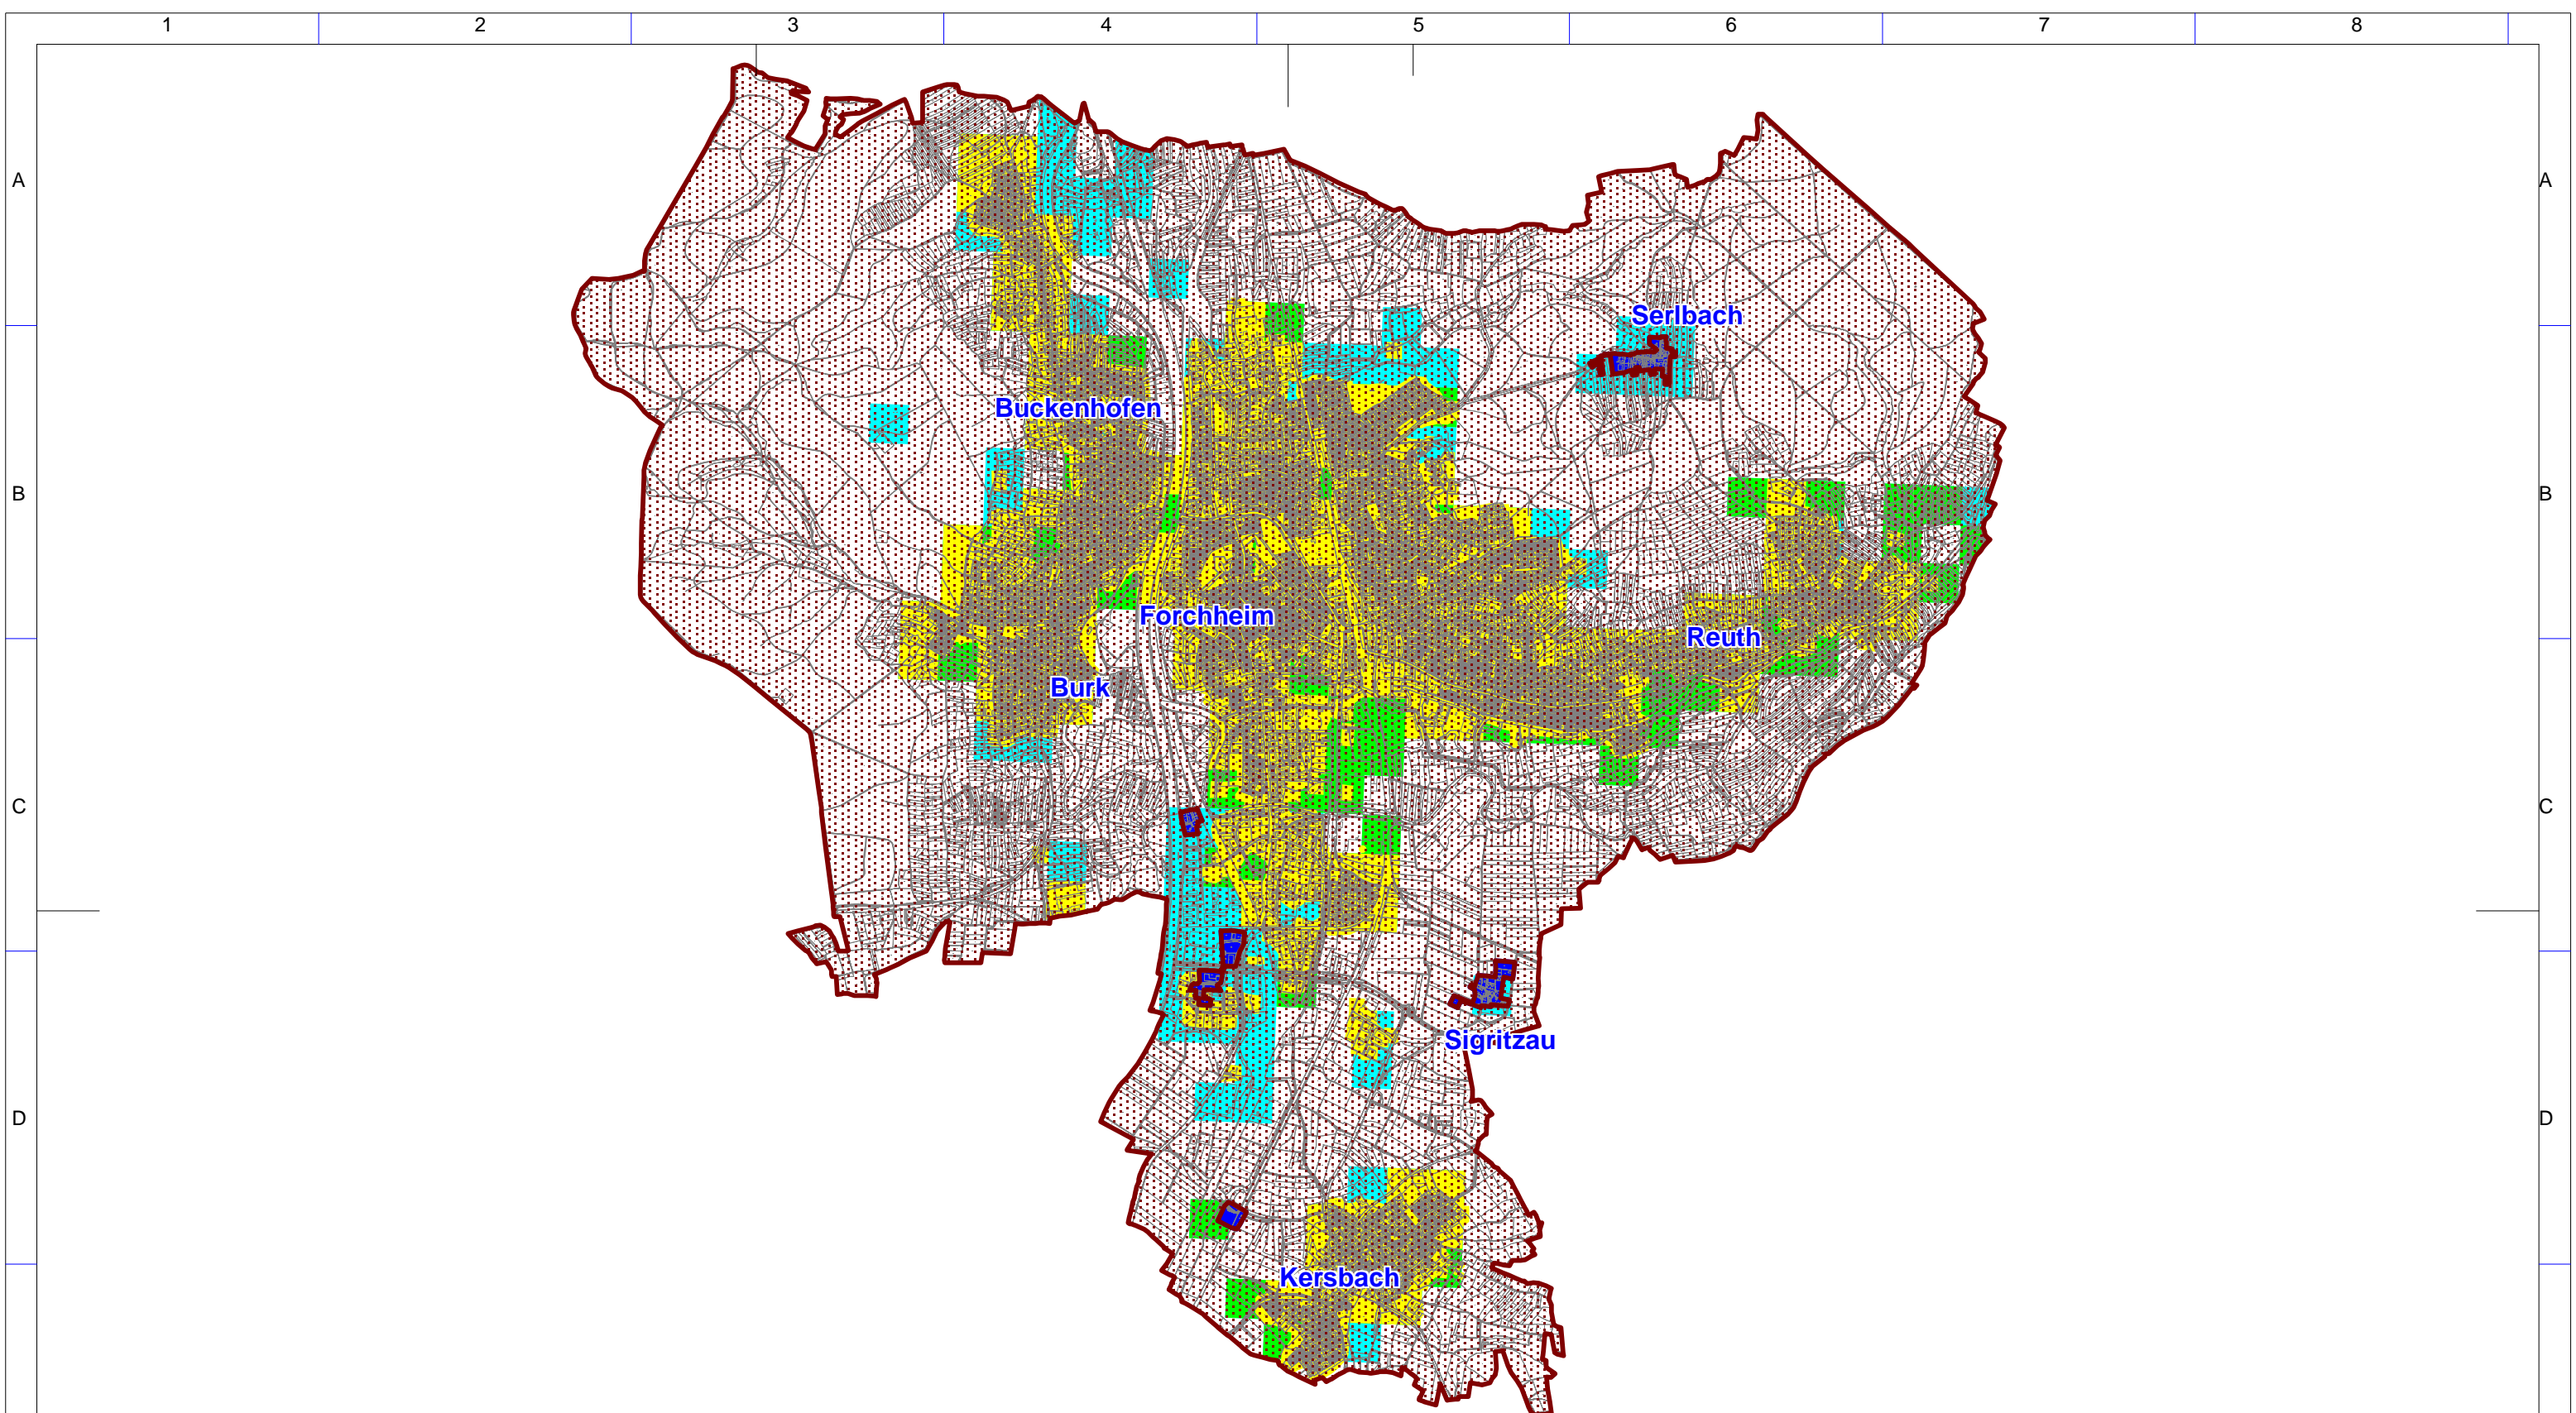 1 2 3 4 5 6 7 8
A A
Serlbach
Buckenhofen
B B
Forchheim
Reuth
Burk
C C
Sigritzau
D D
Kersbach